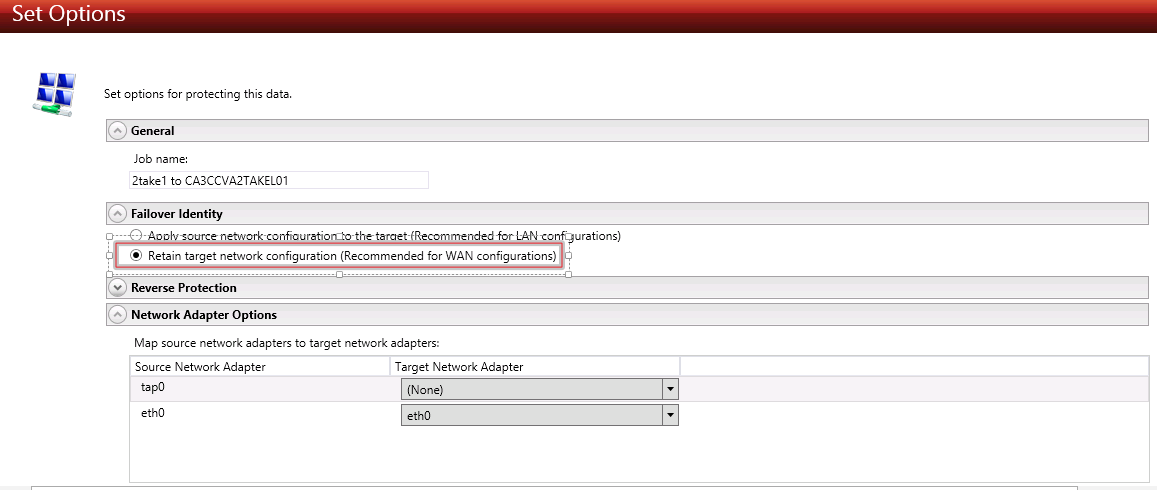 Set Options
Set options for protecting this data.
General
Job name:
2take1 to CA3CCVA2TAKEL01
Failover Identity
Apply source network configuration to the target (Recommended for LAN configurations)
Retain target network configuration (Recommended for WAN configurations)
Reverse Protection
Network Adapter Options
Map source network adapters to target network adapters:
Source Network Adapter Target Network Adapter
tap0 (None)
eth0 eth0